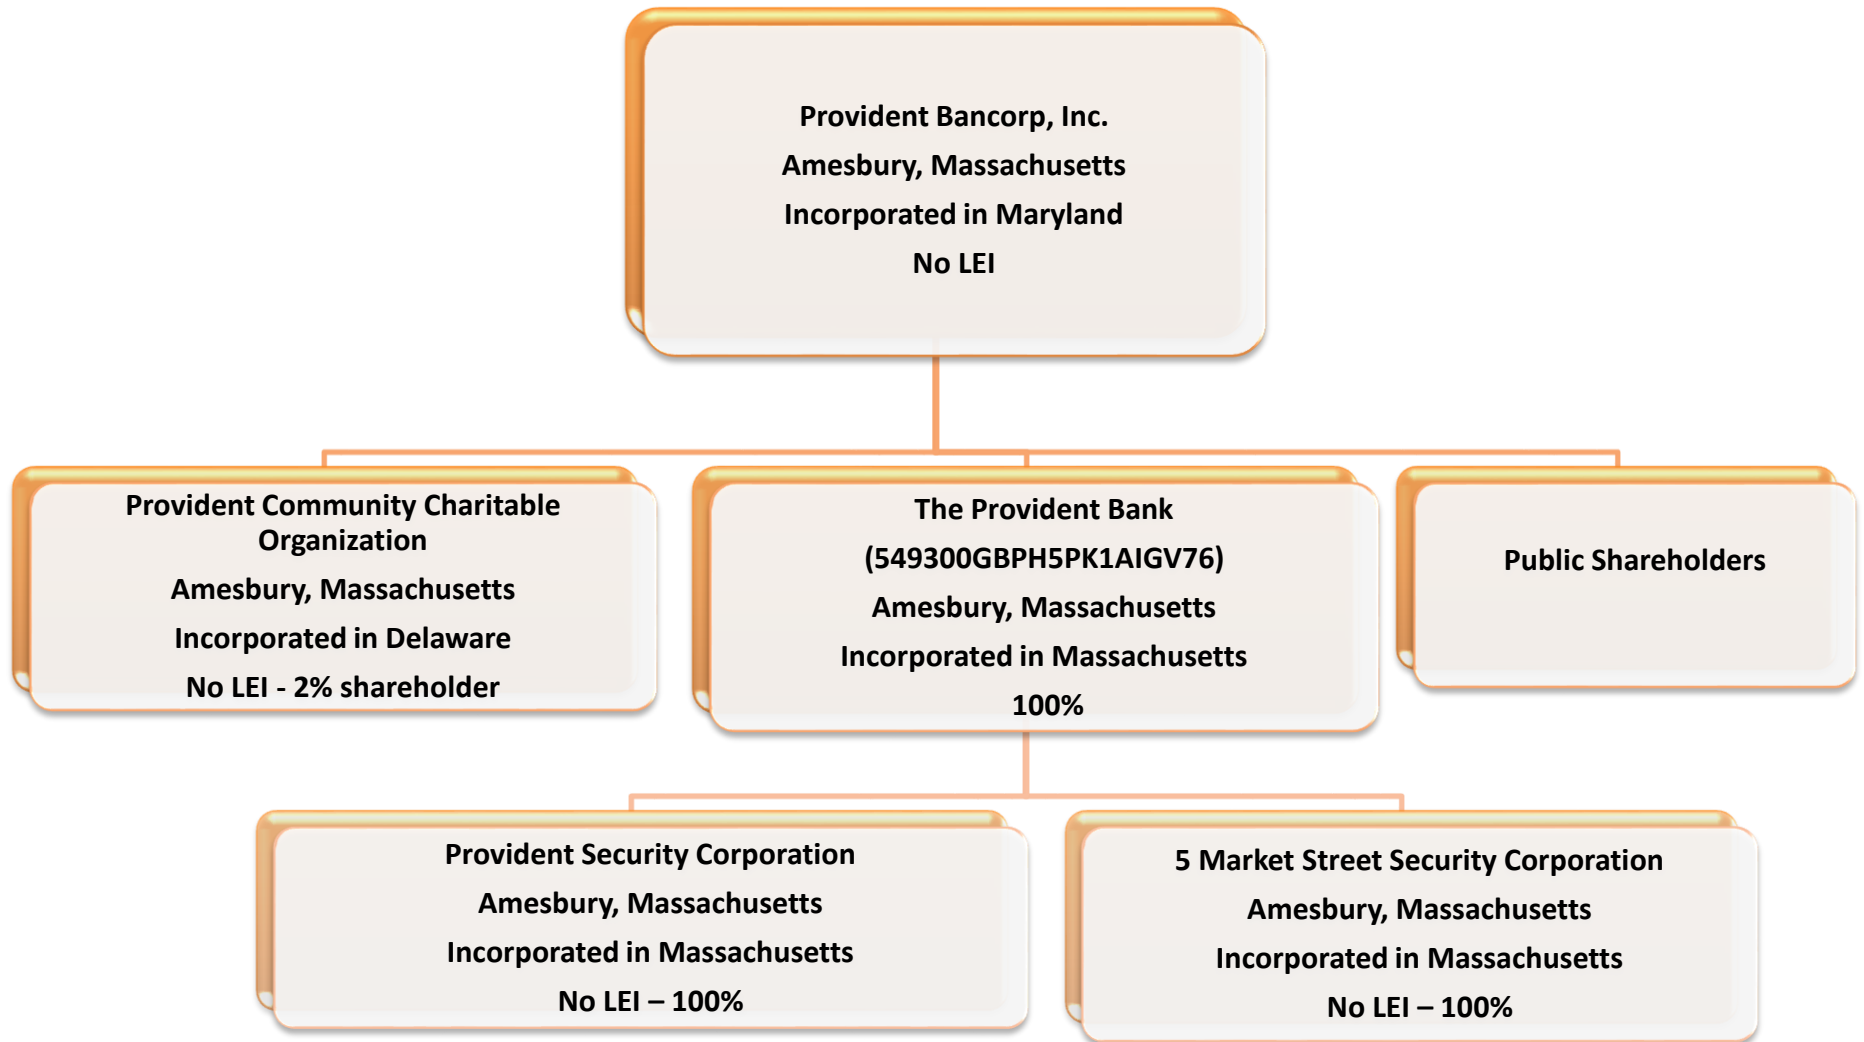 Provident Bancorp, Inc.
Amesbury, Massachusetts
Incorporated in Maryland
No LEI
Provident Community Charitable
Organization
Amesbury, Massachusetts
Incorporated in Delaware
No LEI - 2% shareholder
The Provident Bank
(549300GBPH5PK1AIGV76)
Amesbury, Massachusetts
Incorporated in Massachusetts
100%
Public Shareholders
Provident Security Corporation
Amesbury, Massachusetts
Incorporated in Massachusetts
No LEI – 100%
5 Market Street Security Corporation
Amesbury, Massachusetts
Incorporated in Massachusetts
No LEI – 100%